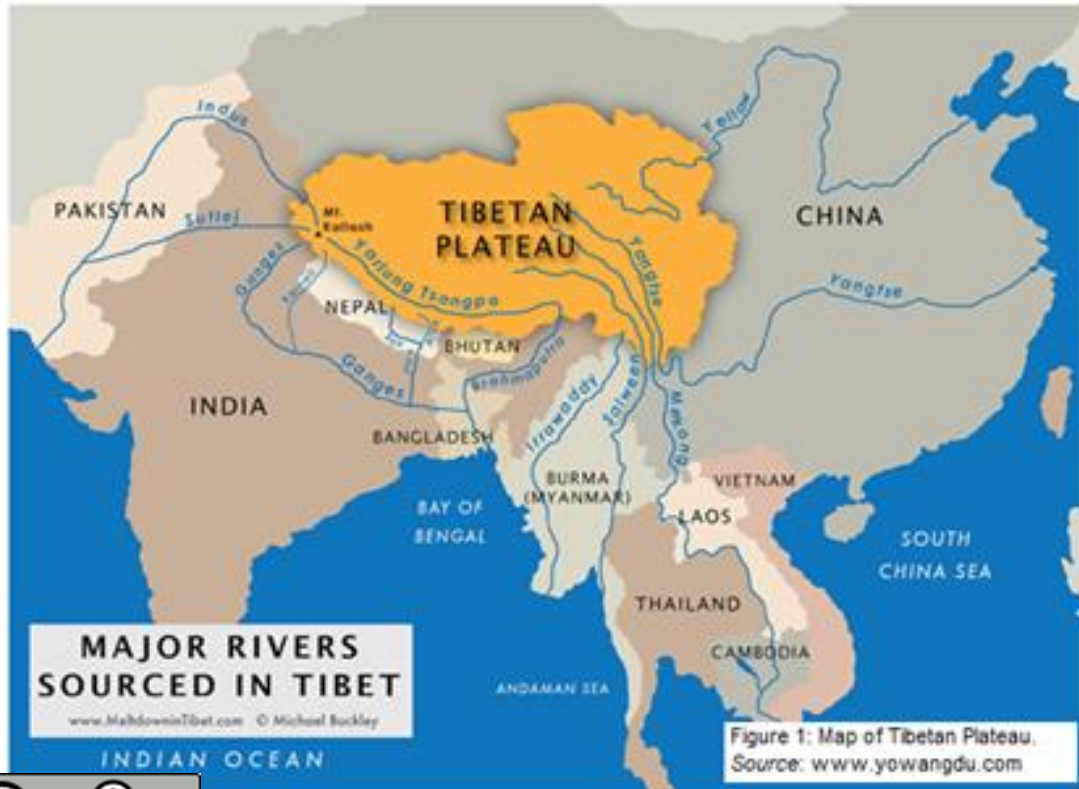 Indus
Yellow
PAKISTAN
Sutlej
Mt.
Kailash
TIBETAN
PLATEAU
CHINA
Ganges
Yarlung Tsangpo
Yangtse
Yangtse
NEPAL
BHUTAN
Ganges
Brahmaputra
INDIA
Irrawaddy
Salween
Mekong
BANGLADESH
BURMA
(MYANMAR)
VIETNAM
LAOS
BAY OF
BENGAL
SOUTH
CHINA SEA
THAILAND
CAMBODIA
ANDAMAN SEA
MAJOR RIVERS
SOURCED IN TIBET
www.MeltdowninTibet.com © Michael Buckley
INDIAN OCEAN
Figure 1: Map of Tibetan Plateau.
Source: www.yowangdu.com